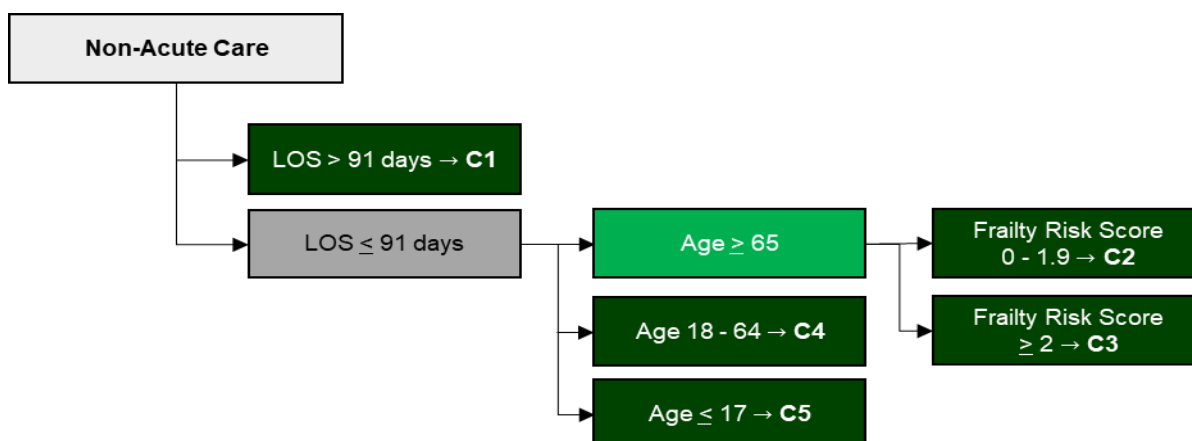 Non-Acute Care
LOS > 91 days → C1
LOS ≤ 91 days
Age ≥ 65
Frailty Risk Score
0 - 1.9 → C2
Age 18 - 64 → C4
Frailty Risk Score
≥ 2 → C3
Age ≤ 17 → C5